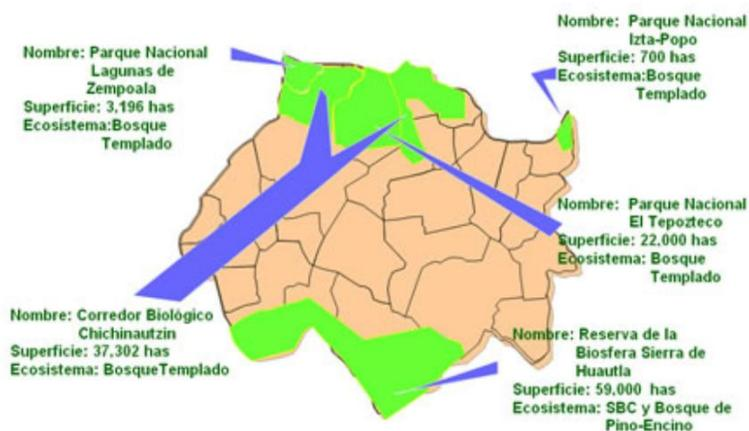 Nombre: Parque Nacional
Lagunas de
Zempoala
Superficie: 3,196 has
Ecosistema:Bosque
Templado
Nombre: Parque Nacional
Izta-Popo
Superficie: 700 has
Ecosistema:Bosque
Templado
Nombre: Parque Nacional
El Tepozteco
Superficie: 22,000 has
Ecosistema: Bosque
Templado
Nombre: Corredor Biológico
Chichinautzin
Superficie: 37,302 has
Ecosistema: BosqueTemplado
Nombre: Reserva de la
Biosfera Sierra de
Huautla
Superficie: 59,000 has
Ecosistema: SBC y Bosque de
Pino-Encino